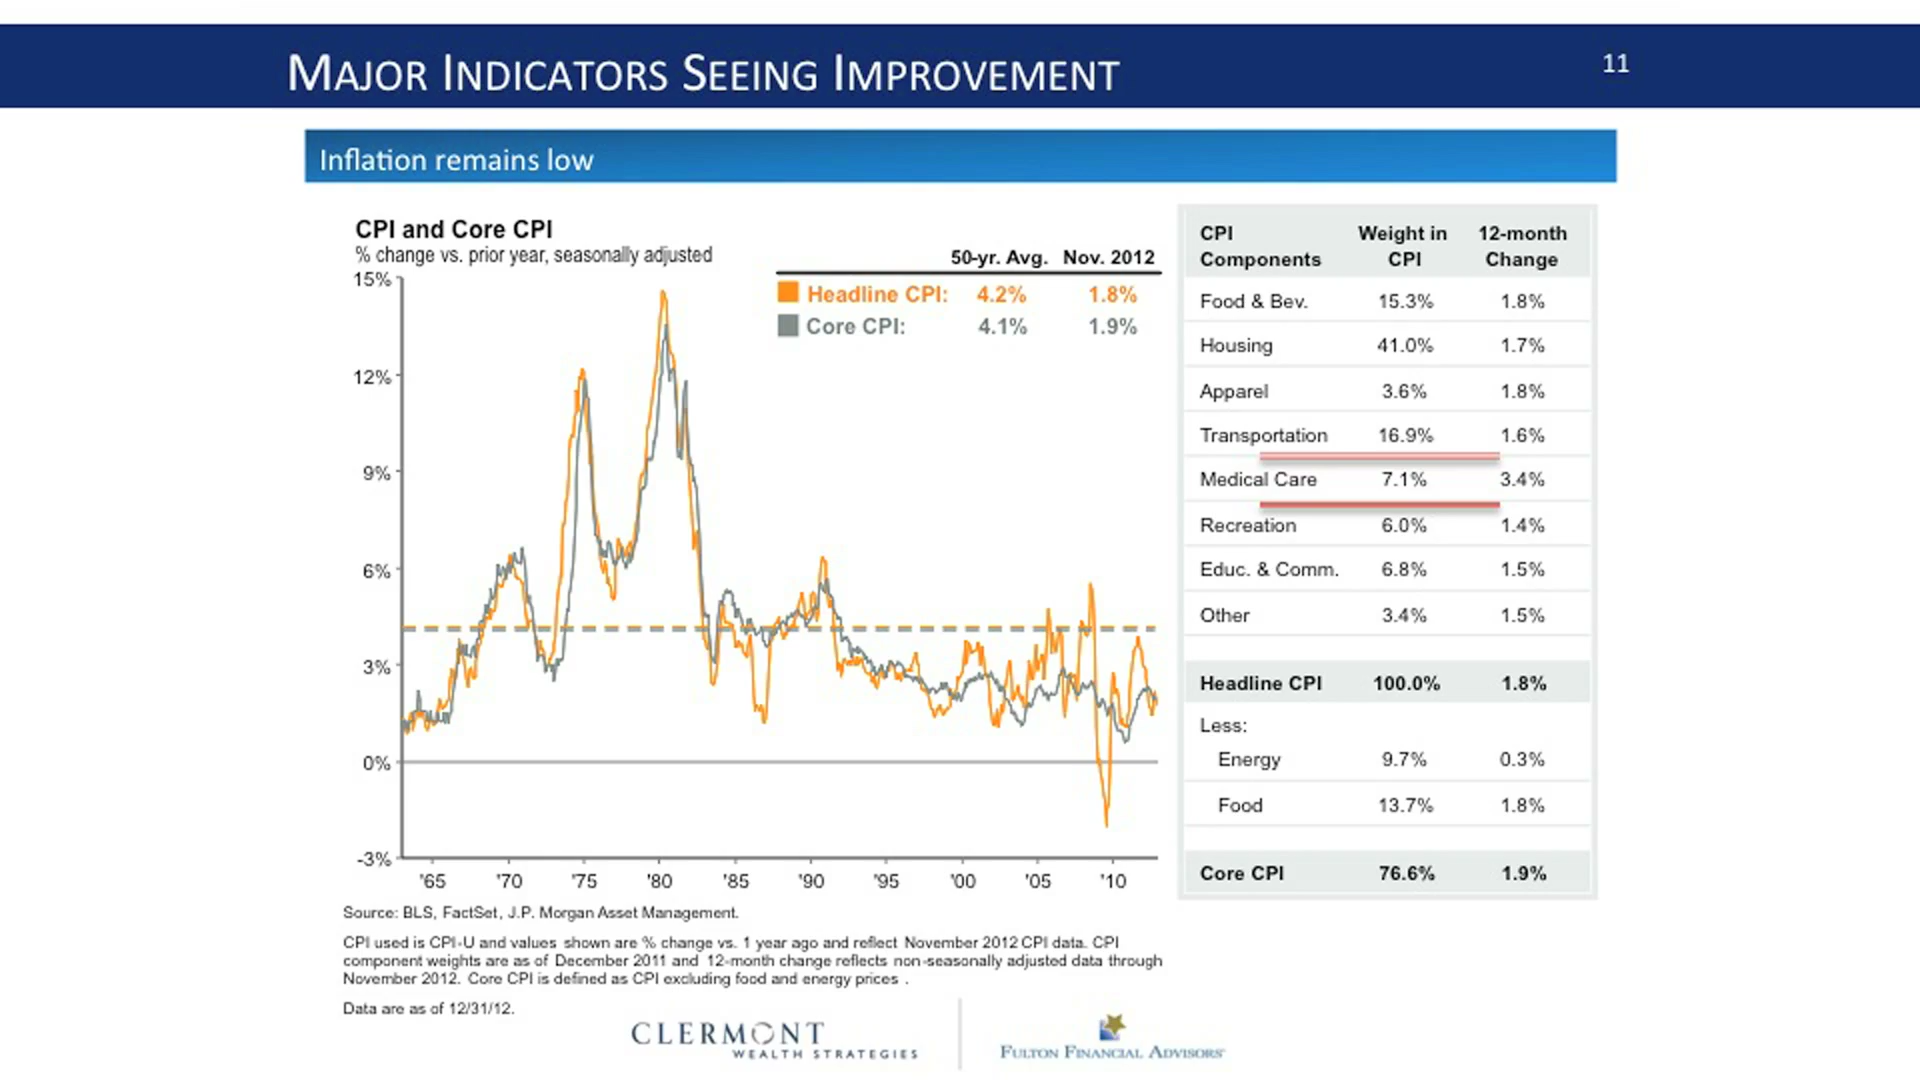 MAJOR INDICATORS SEEING IMPROVEMENT
11
Inflation remains low
CPI and Core CPI
% change vs. prior year, seasonally adjusted
50-yr. Avg. Nov. 2012
Headline CPI: 4.2% 1.8%
Core CPI: 4.1% 1.9%
15%
12%
9%
6%
3%
0%
-3%
'65 '70 '75 '80 '85 '90 '95 '00 '05 '10
CPI Components Weight in CPI 12-month Change
Food & Bev. 15.3% 1.8%
Housing 41.0% 1.7%
Apparel 3.6% 1.8%
Transportation 16.9% 1.6%
Medical Care 7.1% 3.4%
Recreation 6.0% 1.4%
Educ. & Comm. 6.8% 1.5%
Other 3.4% 1.5%
Headline CPI 100.0% 1.8%
Less:
Energy 9.7% 0.3%
Food 13.7% 1.8%
Core CPI 76.6% 1.9%
Source: BLS, FactSet, J.P. Morgan Asset Management.
CPI used is CPI-U and values shown are % change vs. 1 year ago and reflect November 2012 CPI data. CPI
component weights are as of December 2011 and 12-month change reflects non-seasonally adjusted data through
November 2012. Core CPI is defined as CPI excluding food and energy prices .
Data are as of 12/31/12.
CLERMONT
WEALTH STRATEGIES
FULTON FINANCIAL ADVISORS